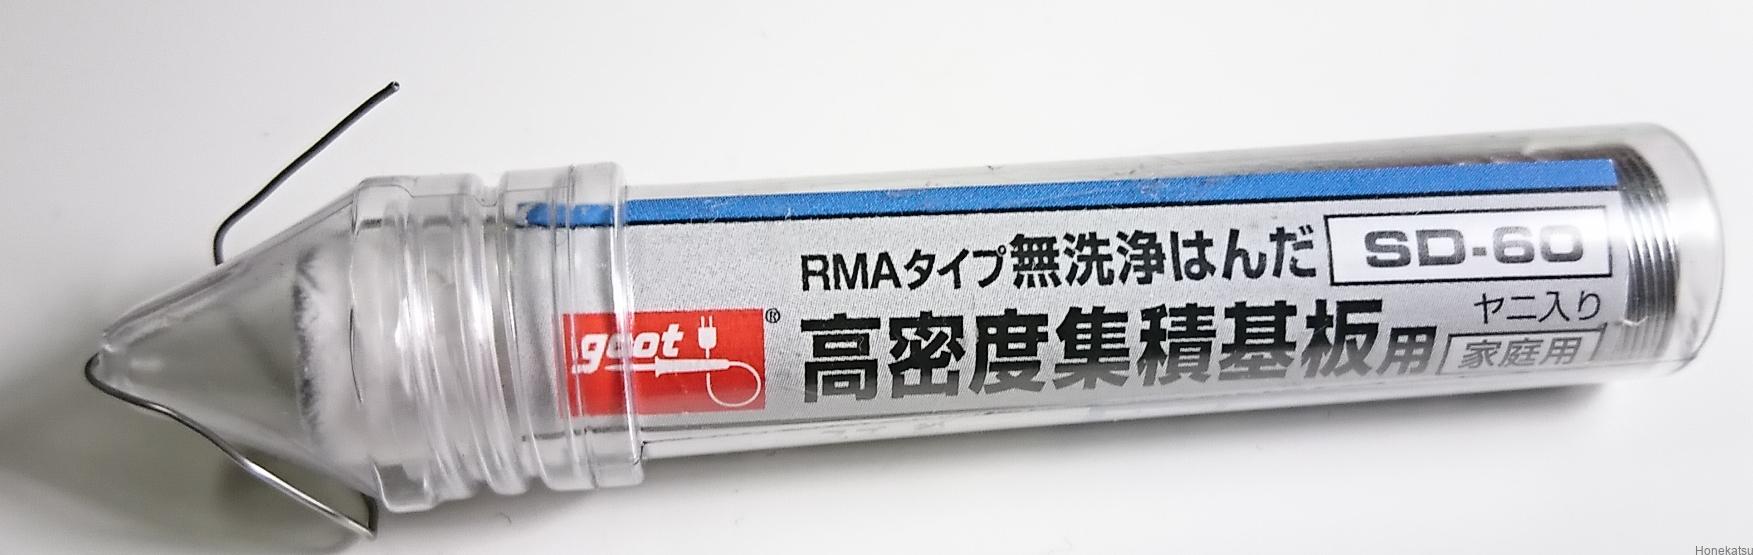 RMAタイプ無洗浄はんだ SD-60
ヤニ入り
goot®
高密度集積基板用 家庭用
Honekatsu